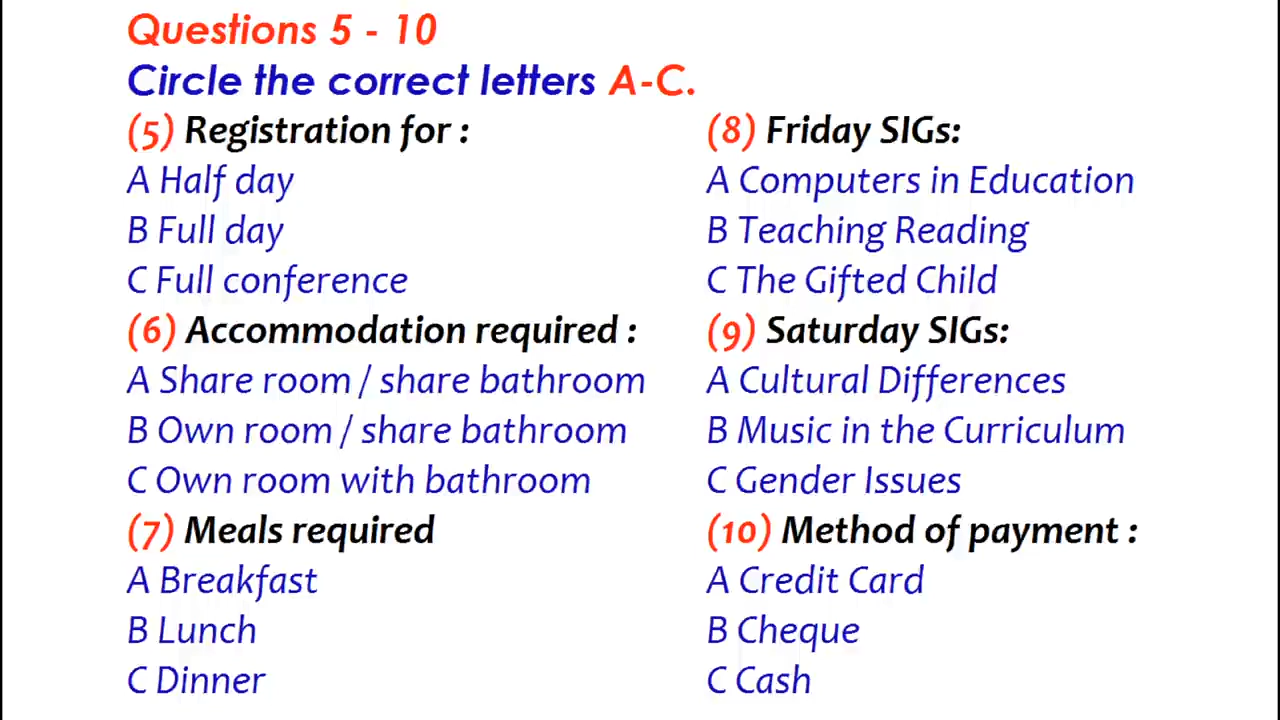 Questions 5 - 10
Circle the correct letters A-C.
(5) Registration for :
A Half day
B Full day
C Full conference
(6) Accommodation required :
A Share room / share bathroom
B Own room / share bathroom
C Own room with bathroom
(7) Meals required
A Breakfast
B Lunch
C Dinner
(8) Friday SIGs:
A Computers in Education
B Teaching Reading
C The Gifted Child
(9) Saturday SIGs:
A Cultural Differences
B Music in the Curriculum
C Gender Issues
(10) Method of payment :
A Credit Card
B Cheque
C Cash